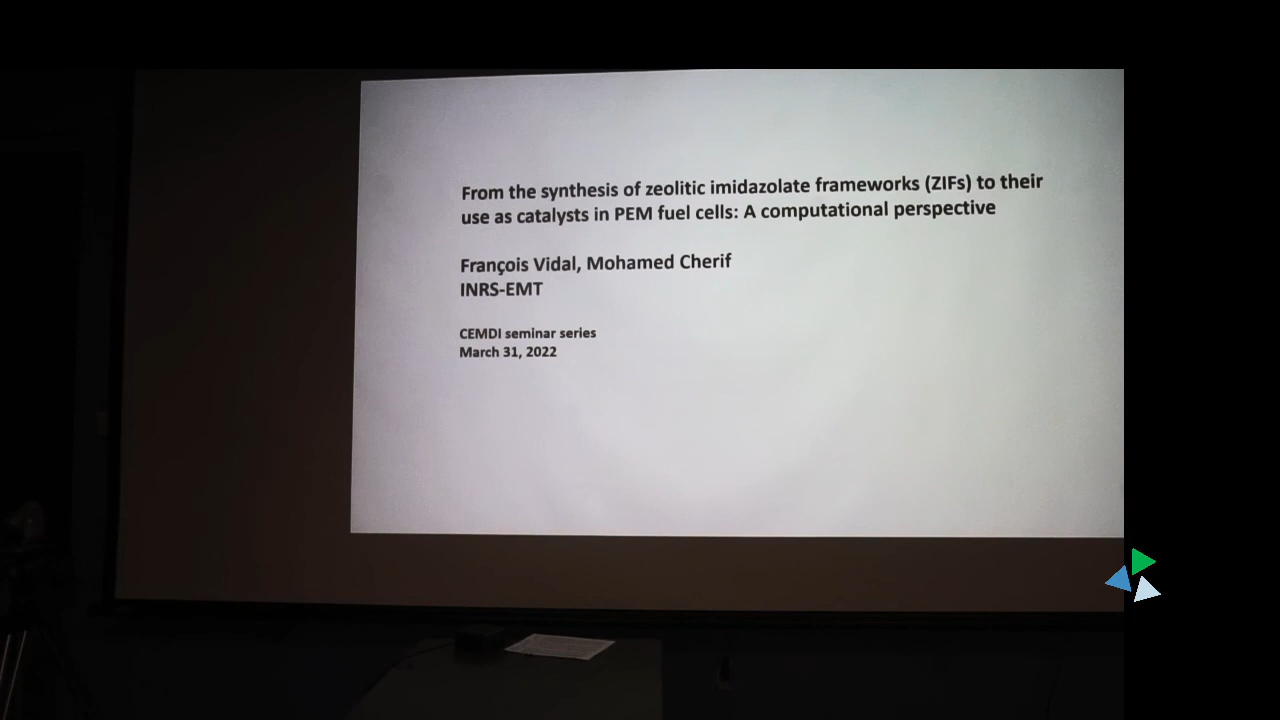 From the synthesis of zeolitic imidazolate frameworks (ZIFs) to their
use as catalysts in PEM fuel cells: A computational perspective
François Vidal, Mohamed Cherif
INRS-EMT
CEMDI seminar series
March 31, 2022